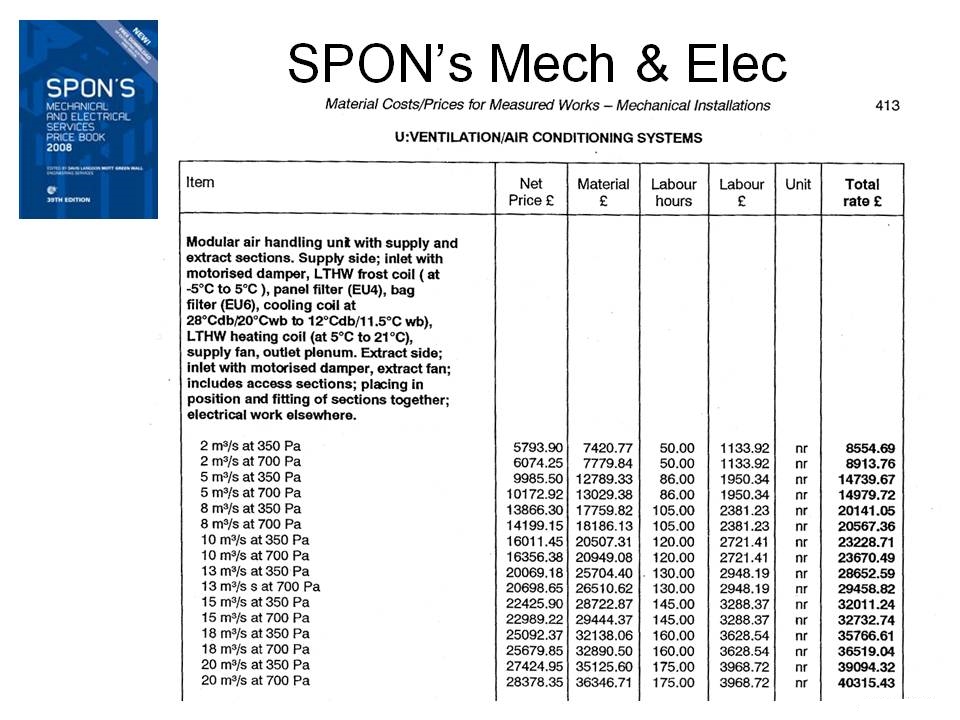 NEW!
FREE DOWNLOAD
SPON'S
MECHANICAL
AND ELECTRICAL
SERVICES
PRICE BOOK
2008
EDITED BY DAVIS LANGDON MOTT GREEN WALL
ENGINEERING SERVICES
39TH EDITION
SPON's Mech & Elec
Material Costs/Prices for Measured Works – Mechanical Installations 413
U:VENTILATION/AIR CONDITIONING SYSTEMS
Item Net Material Labour Labour Unit Total
Price £ £ hours £ rate £
Modular air handling unit with supply and
extract sections. Supply side; inlet with
motorised damper, LTHW frost coil ( at
-5°C to 5°C ), panel filter (EU4), bag
filter (EU6), cooling coil at
28°Cdb/20°Cwb to 12°Cdb/11.5°C wb),
LTHW heating coil (at 5°C to 21°C),
supply fan, outlet plenum. Extract side;
inlet with motorised damper, extract fan;
includes access sections; placing in
position and fitting of sections together;
electrical work elsewhere.
2 m³/s at 350 Pa 5793.90 7420.77 50.00 1133.92 nr 8554.69
2 m³/s at 700 Pa 6074.25 7779.84 50.00 1133.92 nr 8913.76
5 m³/s at 350 Pa 9985.50 12789.33 86.00 1950.34 nr 14739.67
5 m³/s at 700 Pa 10172.92 13029.38 86.00 1950.34 nr 14979.72
8 m³/s at 350 Pa 13866.30 17759.82 105.00 2381.23 nr 20141.05
8 m³/s at 700 Pa 14199.15 18186.13 105.00 2381.23 nr 20567.36
10 m³/s at 350 Pa 16011.45 20507.31 120.00 2721.41 nr 23228.71
10 m³/s at 700 Pa 16356.38 20949.08 120.00 2721.41 nr 23670.49
13 m³/s at 350 Pa 20069.18 25704.40 130.00 2948.19 nr 28652.59
13 m³/s s at 700 Pa 20698.65 26510.62 130.00 2948.19 nr 29458.82
15 m³/s at 350 Pa 22425.90 28722.87 145.00 3288.37 nr 32011.24
15 m³/s at 700 Pa 22989.22 29444.37 145.00 3288.37 nr 32732.74
18 m³/s at 350 Pa 25092.37 32138.06 160.00 3628.54 nr 35766.61
18 m³/s at 700 Pa 25679.85 32890.50 160.00 3628.54 nr 36519.04
20 m³/s at 350 Pa 27424.95 35125.60 175.00 3968.72 nr 39094.32
20 m³/s at 700 Pa 28378.35 36346.71 175.00 3968.72 nr 40315.43